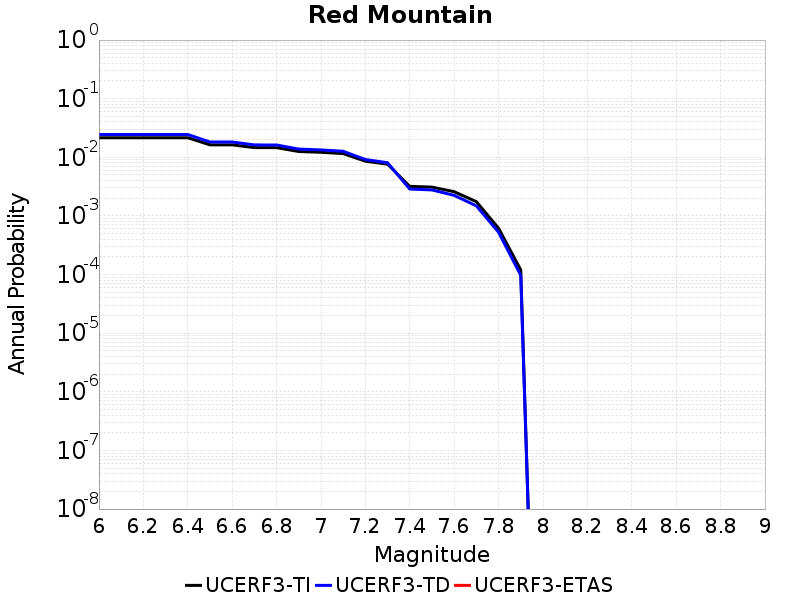 Red Mountain
10^0
10^-1
10^-2
10^-3
10^-4
10^-5
10^-6
10^-7
10^-8
Annual Probability
6 6.2 6.4 6.6 6.8 7 7.2 7.4 7.6 7.8 8 8.2 8.4 8.6 8.8 9
Magnitude
UCERF3-TI UCERF3-TD UCERF3-ETAS